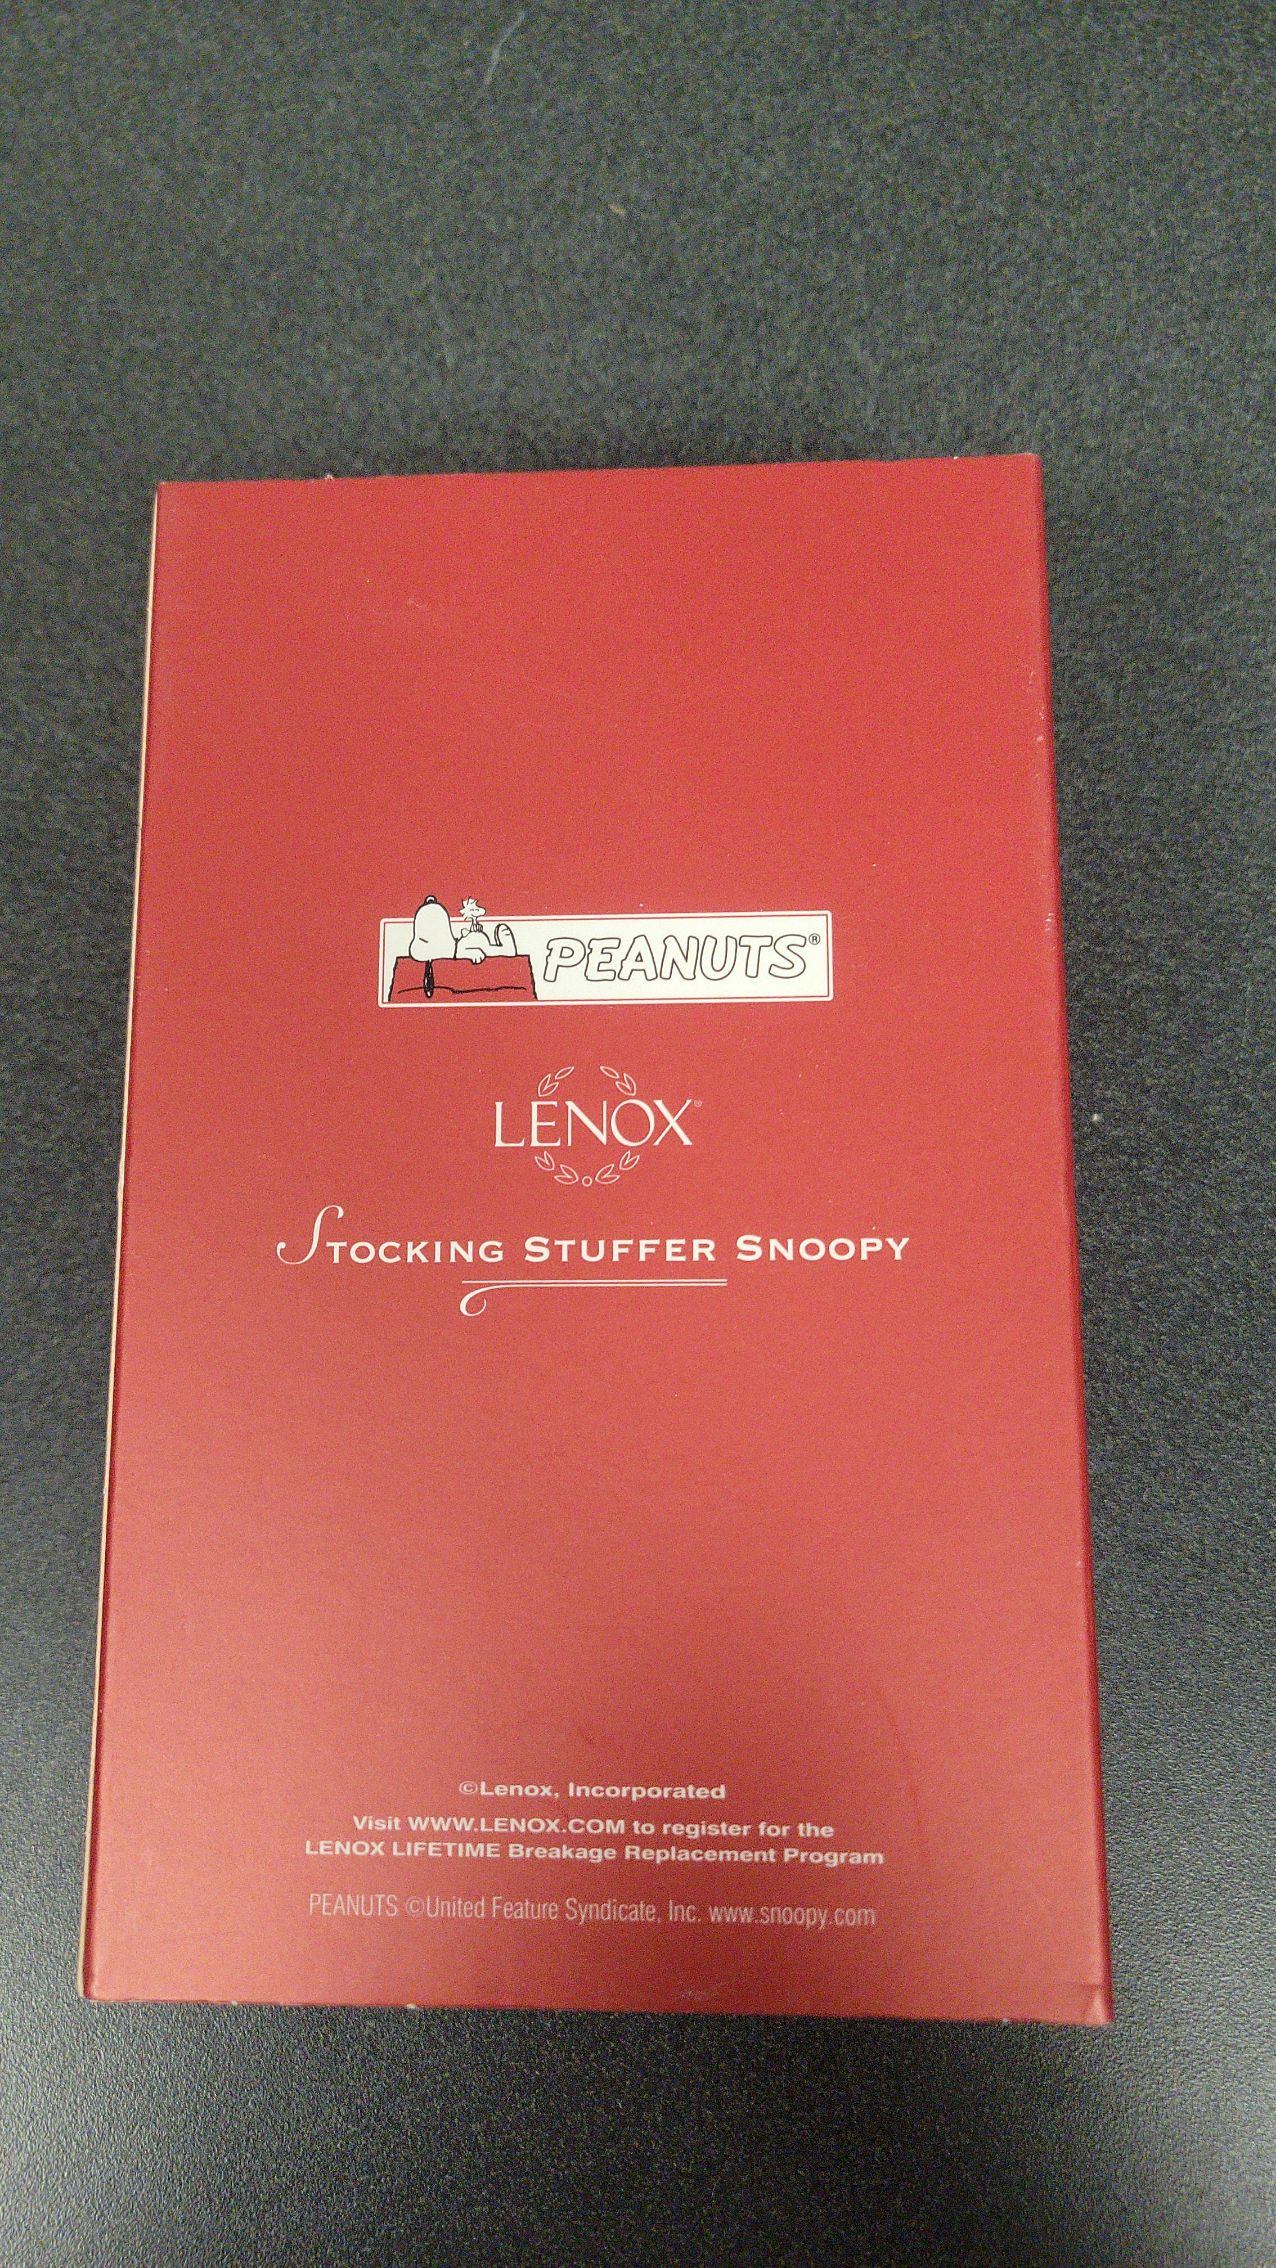 PEANUTS®
LENOX®
STOCKING STUFFER SNOOPY
©Lenox, Incorporated
Visit WWW.LENOX.COM to register for the
LENOX LIFETIME Breakage Replacement Program
PEANUTS ©United Feature Syndicate, Inc. www.snoopy.com